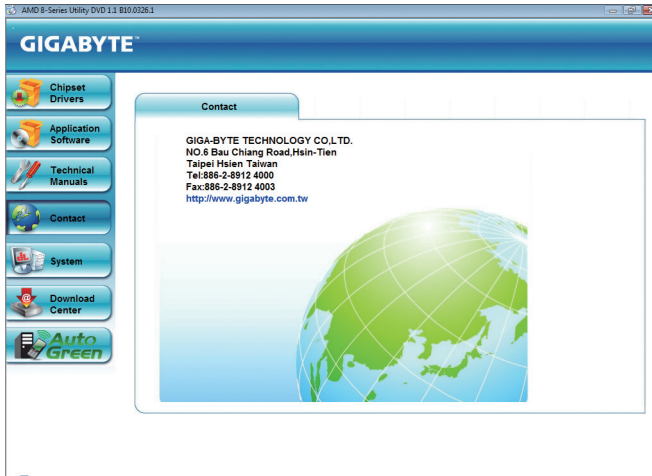 AMD 8-Series Utility DVD 1.1 B10.0326.1
GIGABYTE™
Chipset
Drivers
Application
Software
Technical
Manuals
Contact
System
Download
Center
Auto
Green
Contact
GIGA-BYTE TECHNOLOGY CO,LTD.
NO.6 Bau Chiang Road,Hsin-Tien
Taipei Hsien Taiwan
Tel:886-2-8912 4000
Fax:886-2-8912 4003
http://www.gigabyte.com.tw